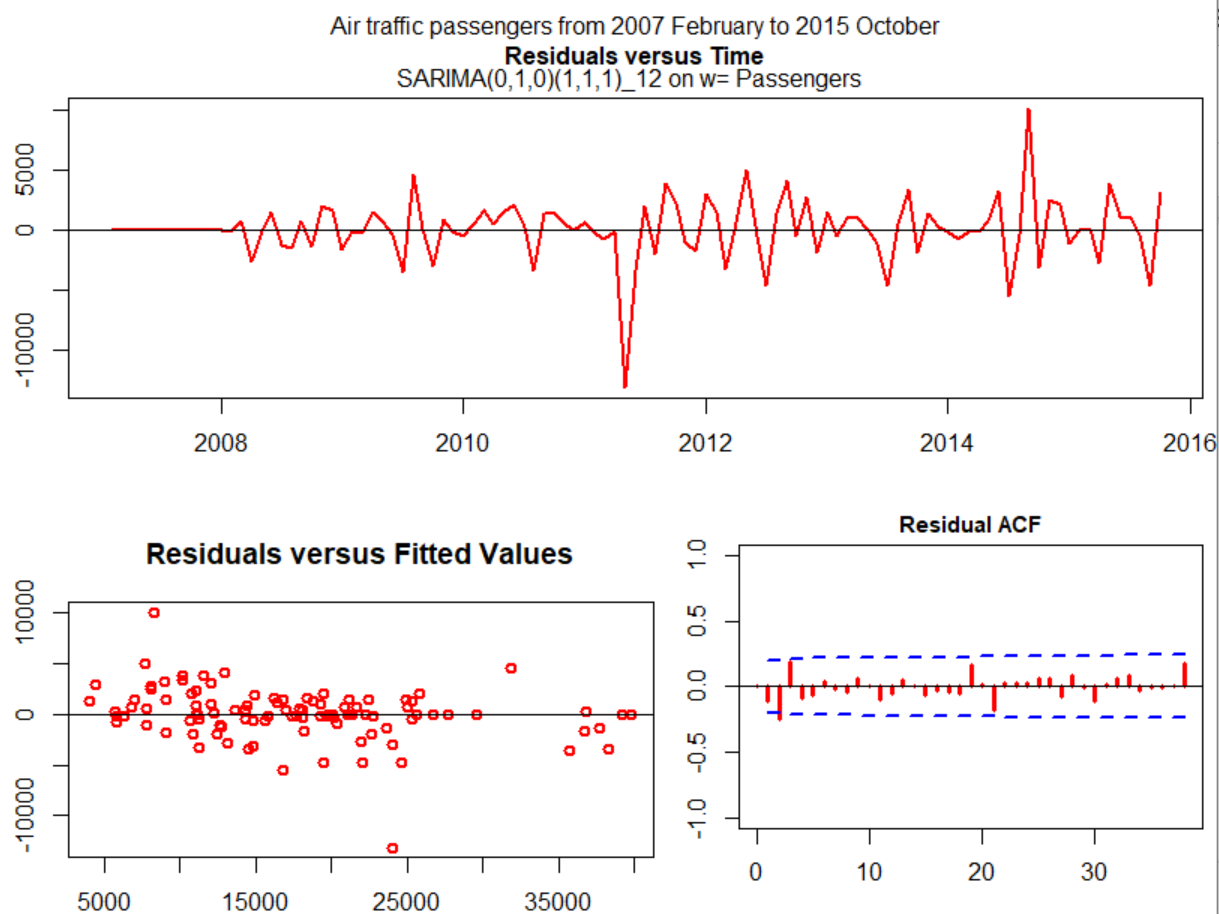 Air traffic passengers from 2007 February to 2015 October
Residuals versus Time
SARIMA(0,1,0)(1,1,1)_12 on w= Passengers
5000
0
-10000
2008 2010 2012 2014 2016
Residuals versus Fitted Values
10000
0
-10000
5000 15000 25000 35000
Residual ACF
1.0
0.5
0.0
-0.5
-1.0
0 10 20 30